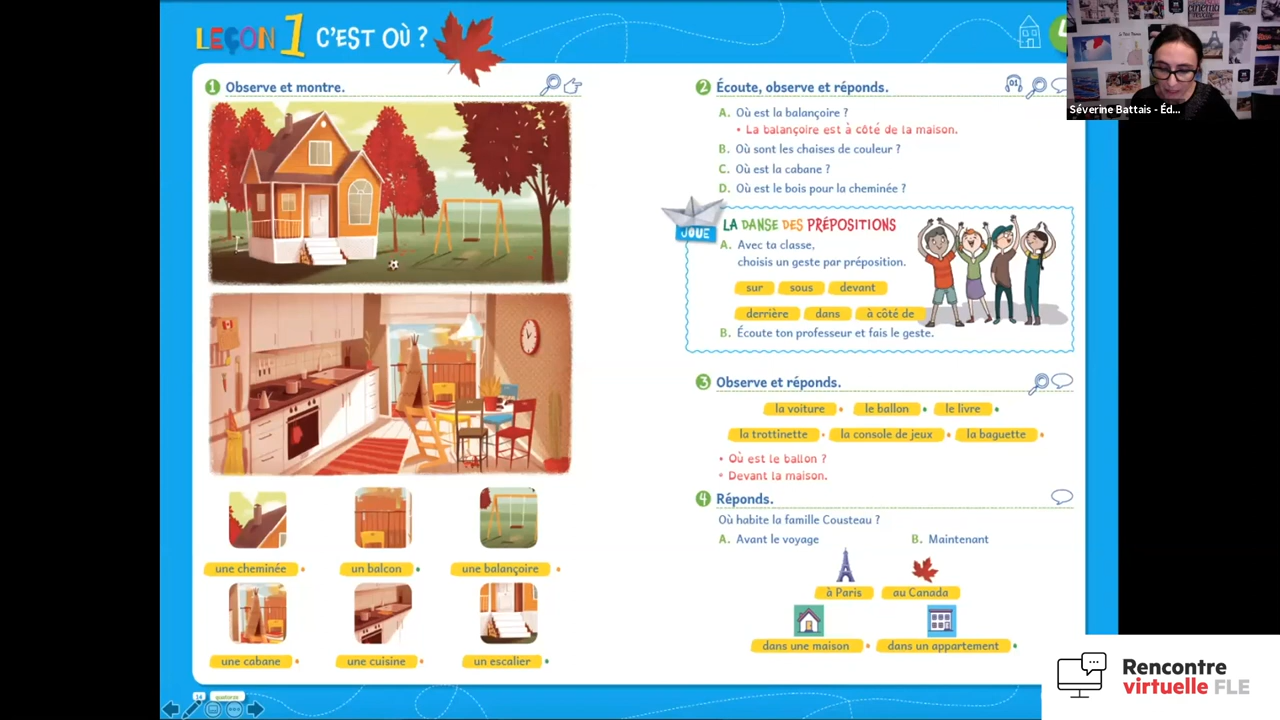 LEÇON 1 C'EST OÙ ?
1 Observe et montre.
une cheminée
un balcon
une balançoire
une cabane
une cuisine
un escalier
14 quatorze
2 Écoute, observe et réponds.
01
A. Où est la balançoire ?
• La balançoire est à côté de la maison.
B. Où sont les chaises de couleur ?
C. Où est la cabane ?
D. Où est le bois pour la cheminée ?
JOUE
LA DANSE DES PRÉPOSITIONS
A. Avec ta classe,
choisis un geste par préposition.
sur sous devant
derrière dans à côté de
B. Écoute ton professeur et fais le geste.
3 Observe et réponds.
la voiture le ballon le livre
la trottinette la console de jeux la baguette
• Où est le ballon ?
• Devant la maison.
4 Réponds.
Où habite la famille Cousteau ?
A. Avant le voyage B. Maintenant
à Paris au Canada
dans une maison dans un appartement
Séverine Battais - Éd...
Rencontre
virtuelle FLE